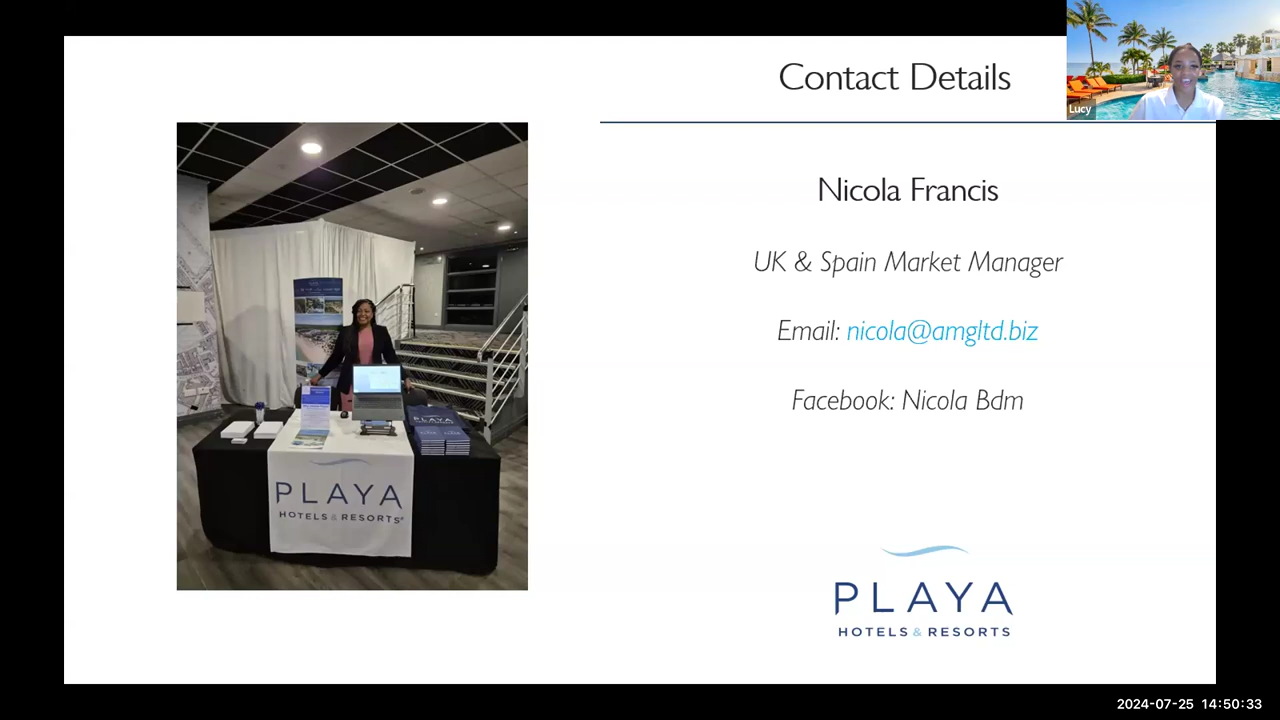 Contact Details
Lucy
Nicola Francis
UK & Spain Market Manager
Email: nicola@amgltd.biz
Facebook: Nicola Bdm
PLAYA
PLAYA
HOTELS & RESORTS®
PLAYA
HOTELS & RESORTS
2024-07-25 14:50:33